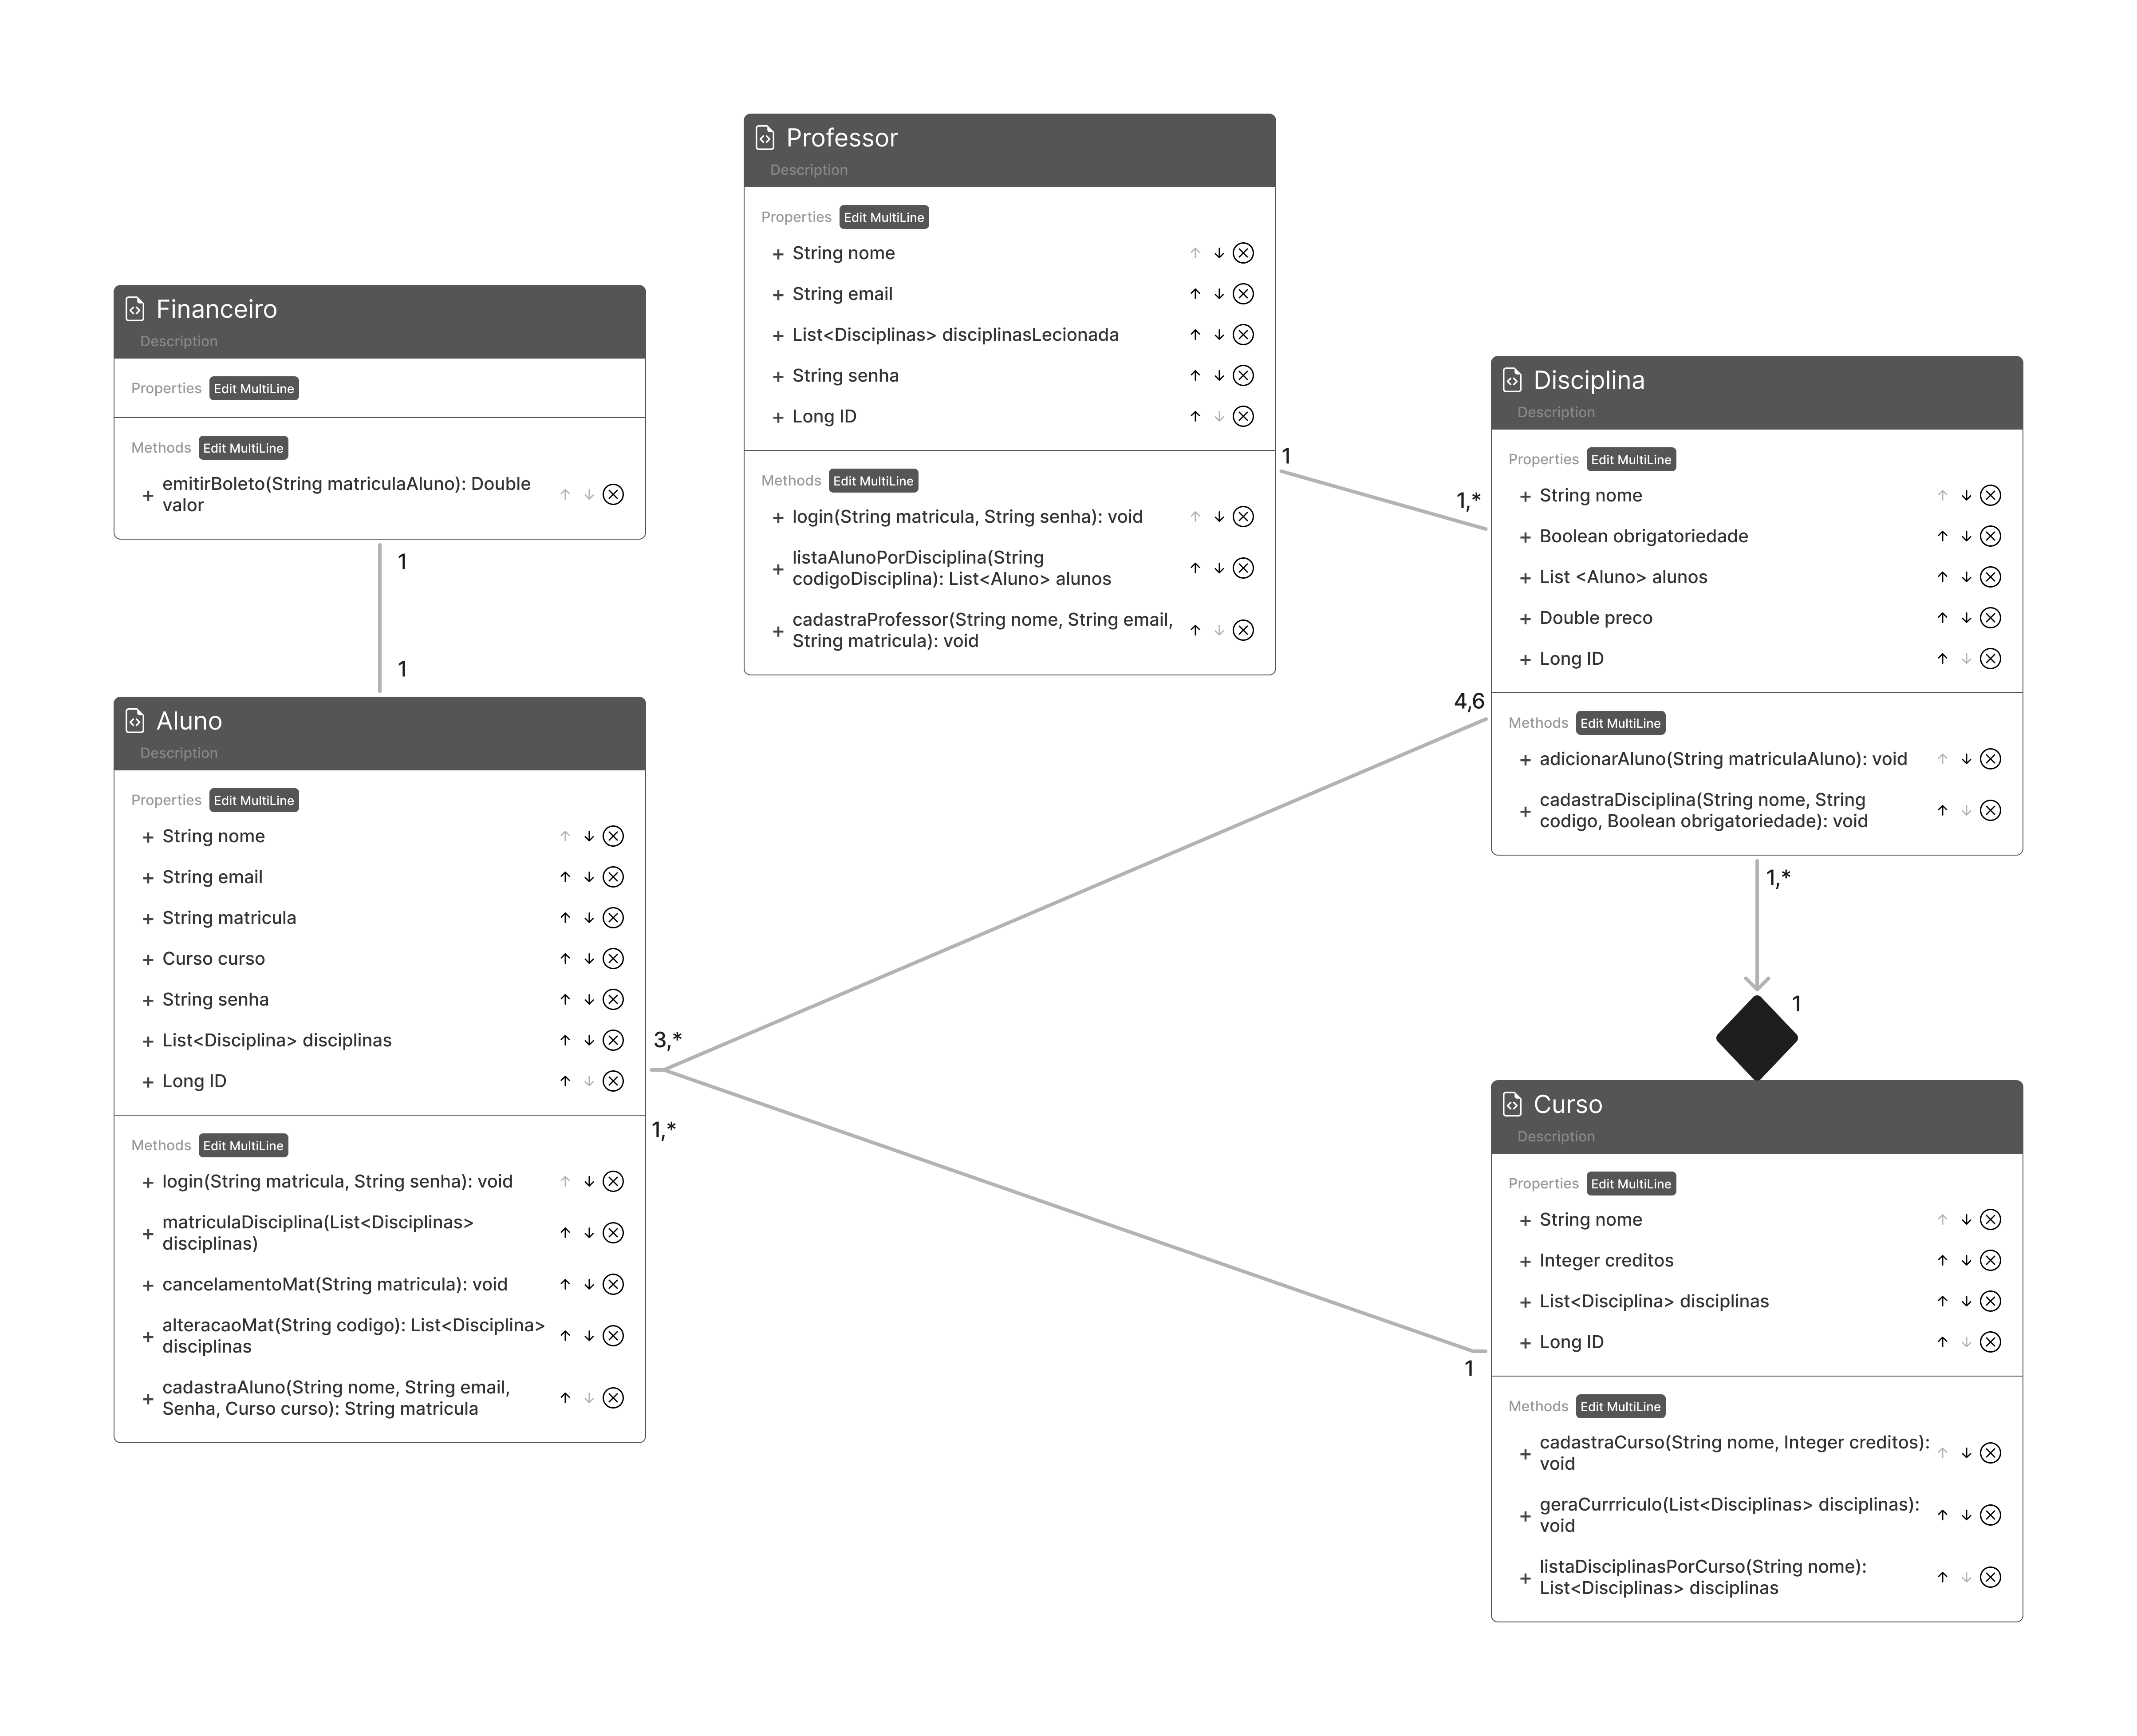 Professor
Description
Properties Edit MultiLine
+ String nome
+ String email
+ List<Disciplinas> disciplinasLecionada
+ String senha
+ Long ID
Methods Edit MultiLine
+ login(String matricula, String senha): void
+ listaAlunoPorDisciplina(String
codigoDisciplina): List<Aluno> alunos
+ cadastraProfessor(String nome, String email,
String matricula): void
1
1,*
Financeiro
Description
Properties Edit MultiLine
Methods Edit MultiLine
+ emitirBoleto(String matriculaAluno): Double
valor
1
1
Disciplina
Description
Properties Edit MultiLine
+ String nome
+ Boolean obrigatoriedade
+ List <Aluno> alunos
+ Double preco
+ Long ID
Methods Edit MultiLine
+ adicionarAluno(String matriculaAluno): void
+ cadastraDisciplina(String nome, String
codigo, Boolean obrigatoriedade): void
4,6
1,*
1
Aluno
Description
Properties Edit MultiLine
+ String nome
+ String email
+ String matricula
+ Curso curso
+ String senha
+ List<Disciplina> disciplinas
+ Long ID
Methods Edit MultiLine
+ login(String matricula, String senha): void
+ matriculaDisciplina(List<Disciplinas>
disciplinas)
+ cancelamentoMat(String matricula): void
+ alteracaoMat(String codigo): List<Disciplina>
disciplinas
+ cadastraAluno(String nome, String email,
Senha, Curso curso): String matricula
3,*
1,*
1
Curso
Description
Properties Edit MultiLine
+ String nome
+ Integer creditos
+ List<Disciplina> disciplinas
+ Long ID
Methods Edit MultiLine
+ cadastraCurso(String nome, Integer creditos):
void
+ geraCurrriculo(List<Disciplinas> disciplinas):
void
+ listaDisciplinasPorCurso(String nome):
List<Disciplinas> disciplinas